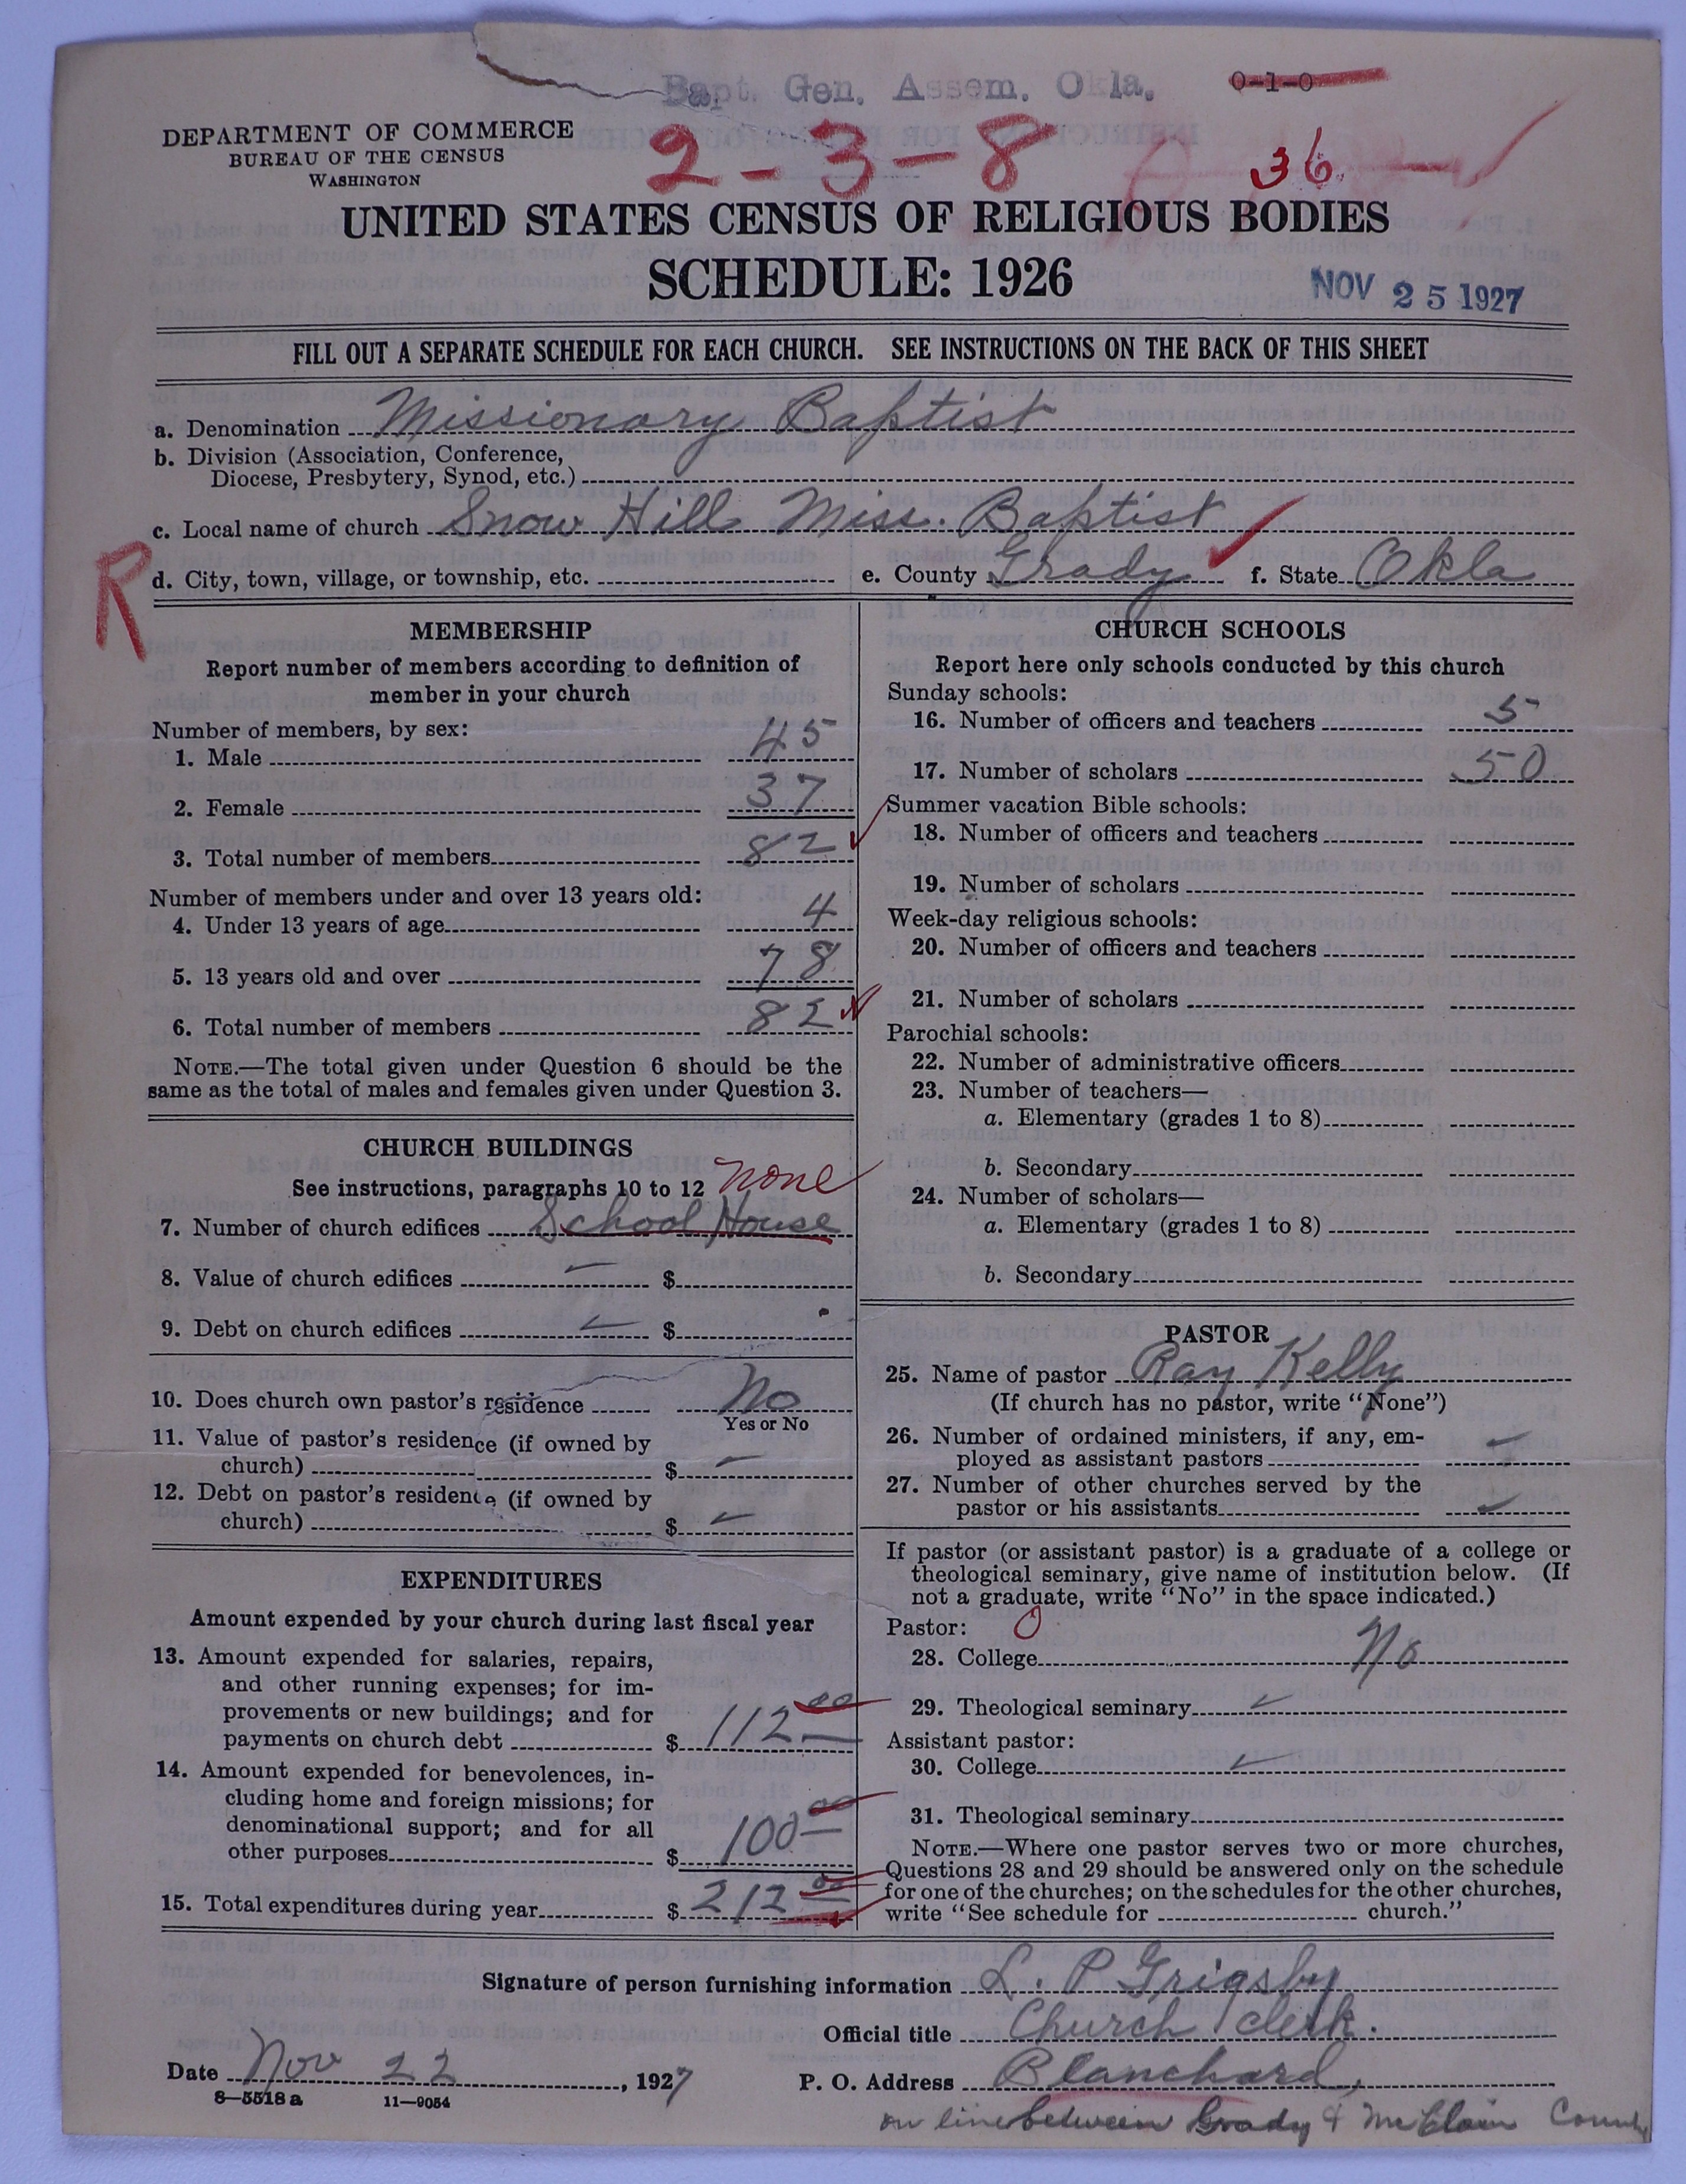 Bapt. Gen. Assem. Okla. 0-1-0
DEPARTMENT OF COMMERCE
BUREAU OF THE CENSUS
WASHINGTON
2-3-8 36
UNITED STATES CENSUS OF RELIGIOUS BODIES
SCHEDULE: 1926
NOV 25 1927
FILL OUT A SEPARATE SCHEDULE FOR EACH CHURCH. SEE INSTRUCTIONS ON THE BACK OF THIS SHEET
a. Denomination Missionary Baptist
b. Division (Association, Conference,
Diocese, Presbytery, Synod, etc.)
c. Local name of church Snow Hill Miss. Baptist
R
d. City, town, village, or township, etc. e. County Grady f. State Okla
MEMBERSHIP
Report number of members according to definition of
member in your church
Number of members, by sex:
1. Male 45
2. Female 37
3. Total number of members 82
Number of members under and over 13 years old:
4. Under 13 years of age 4
5. 13 years old and over 78
6. Total number of members 82
NOTE.—The total given under Question 6 should be the
same as the total of males and females given under Question 3.
CHURCH BUILDINGS
See instructions, paragraphs 10 to 12 none
7. Number of church edifices School House
8. Value of church edifices $
9. Debt on church edifices $
10. Does church own pastor's residence No
Yes or No
11. Value of pastor's residence (if owned by
church) $
12. Debt on pastor's residence (if owned by
church) $
EXPENDITURES
Amount expended by your church during last fiscal year
13. Amount expended for salaries, repairs,
and other running expenses; for im-
provements or new buildings; and for
payments on church debt $112.00
14. Amount expended for benevolences, in-
cluding home and foreign missions; for
denominational support; and for all
other purposes $100.00
15. Total expenditures during year $212.00
CHURCH SCHOOLS
Report here only schools conducted by this church
Sunday schools:
16. Number of officers and teachers 5
17. Number of scholars 50
Summer vacation Bible schools:
18. Number of officers and teachers
19. Number of scholars
Week-day religious schools:
20. Number of officers and teachers
21. Number of scholars
Parochial schools:
22. Number of administrative officers
23. Number of teachers—
a. Elementary (grades 1 to 8)
b. Secondary
24. Number of scholars—
a. Elementary (grades 1 to 8)
b. Secondary
PASTOR
25. Name of pastor Ray Kelly
(If church has no pastor, write "None")
26. Number of ordained ministers, if any, em-
ployed as assistant pastors
27. Number of other churches served by the
pastor or his assistants
If pastor (or assistant pastor) is a graduate of a college or
theological seminary, give name of institution below. (If
not a graduate, write "No" in the space indicated.)
Pastor: 0
28. College No
29. Theological seminary
Assistant pastor:
30. College
31. Theological seminary
NOTE.—Where one pastor serves two or more churches,
Questions 28 and 29 should be answered only on the schedule
for one of the churches; on the schedules for the other churches,
write "See schedule for church."
Signature of person furnishing information L. P Grigsby
Official title Church clerk.
Date Nov 22, 1927 P. O. Address Blanchard,
8—5518a 11—9054
on line between Grady & McClain County